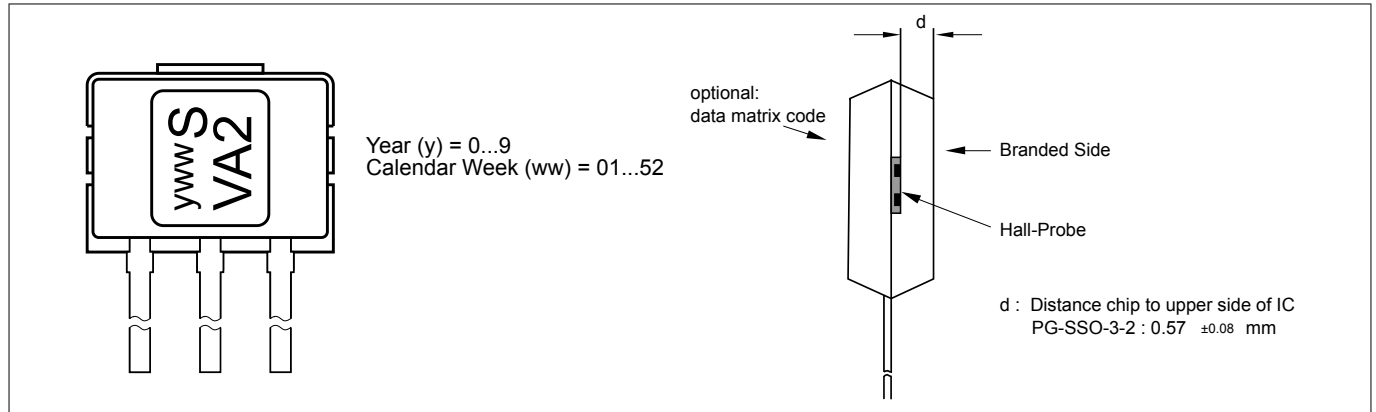 ywwwS
VA2
Year (y) = 0...9
Calendar Week (ww) = 01...52
optional:
data matrix code
d
Branded Side
Hall-Probe
d : Distance chip to upper side of IC
PG-SSO-3-2 : 0.57 ±0.08 mm